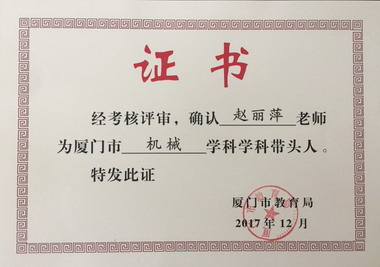 证书
经考核评审，确认 赵丽萍 老师
为厦门市 机械 学科学科带头人。
特发此证
厦门市教育局
2017年12月